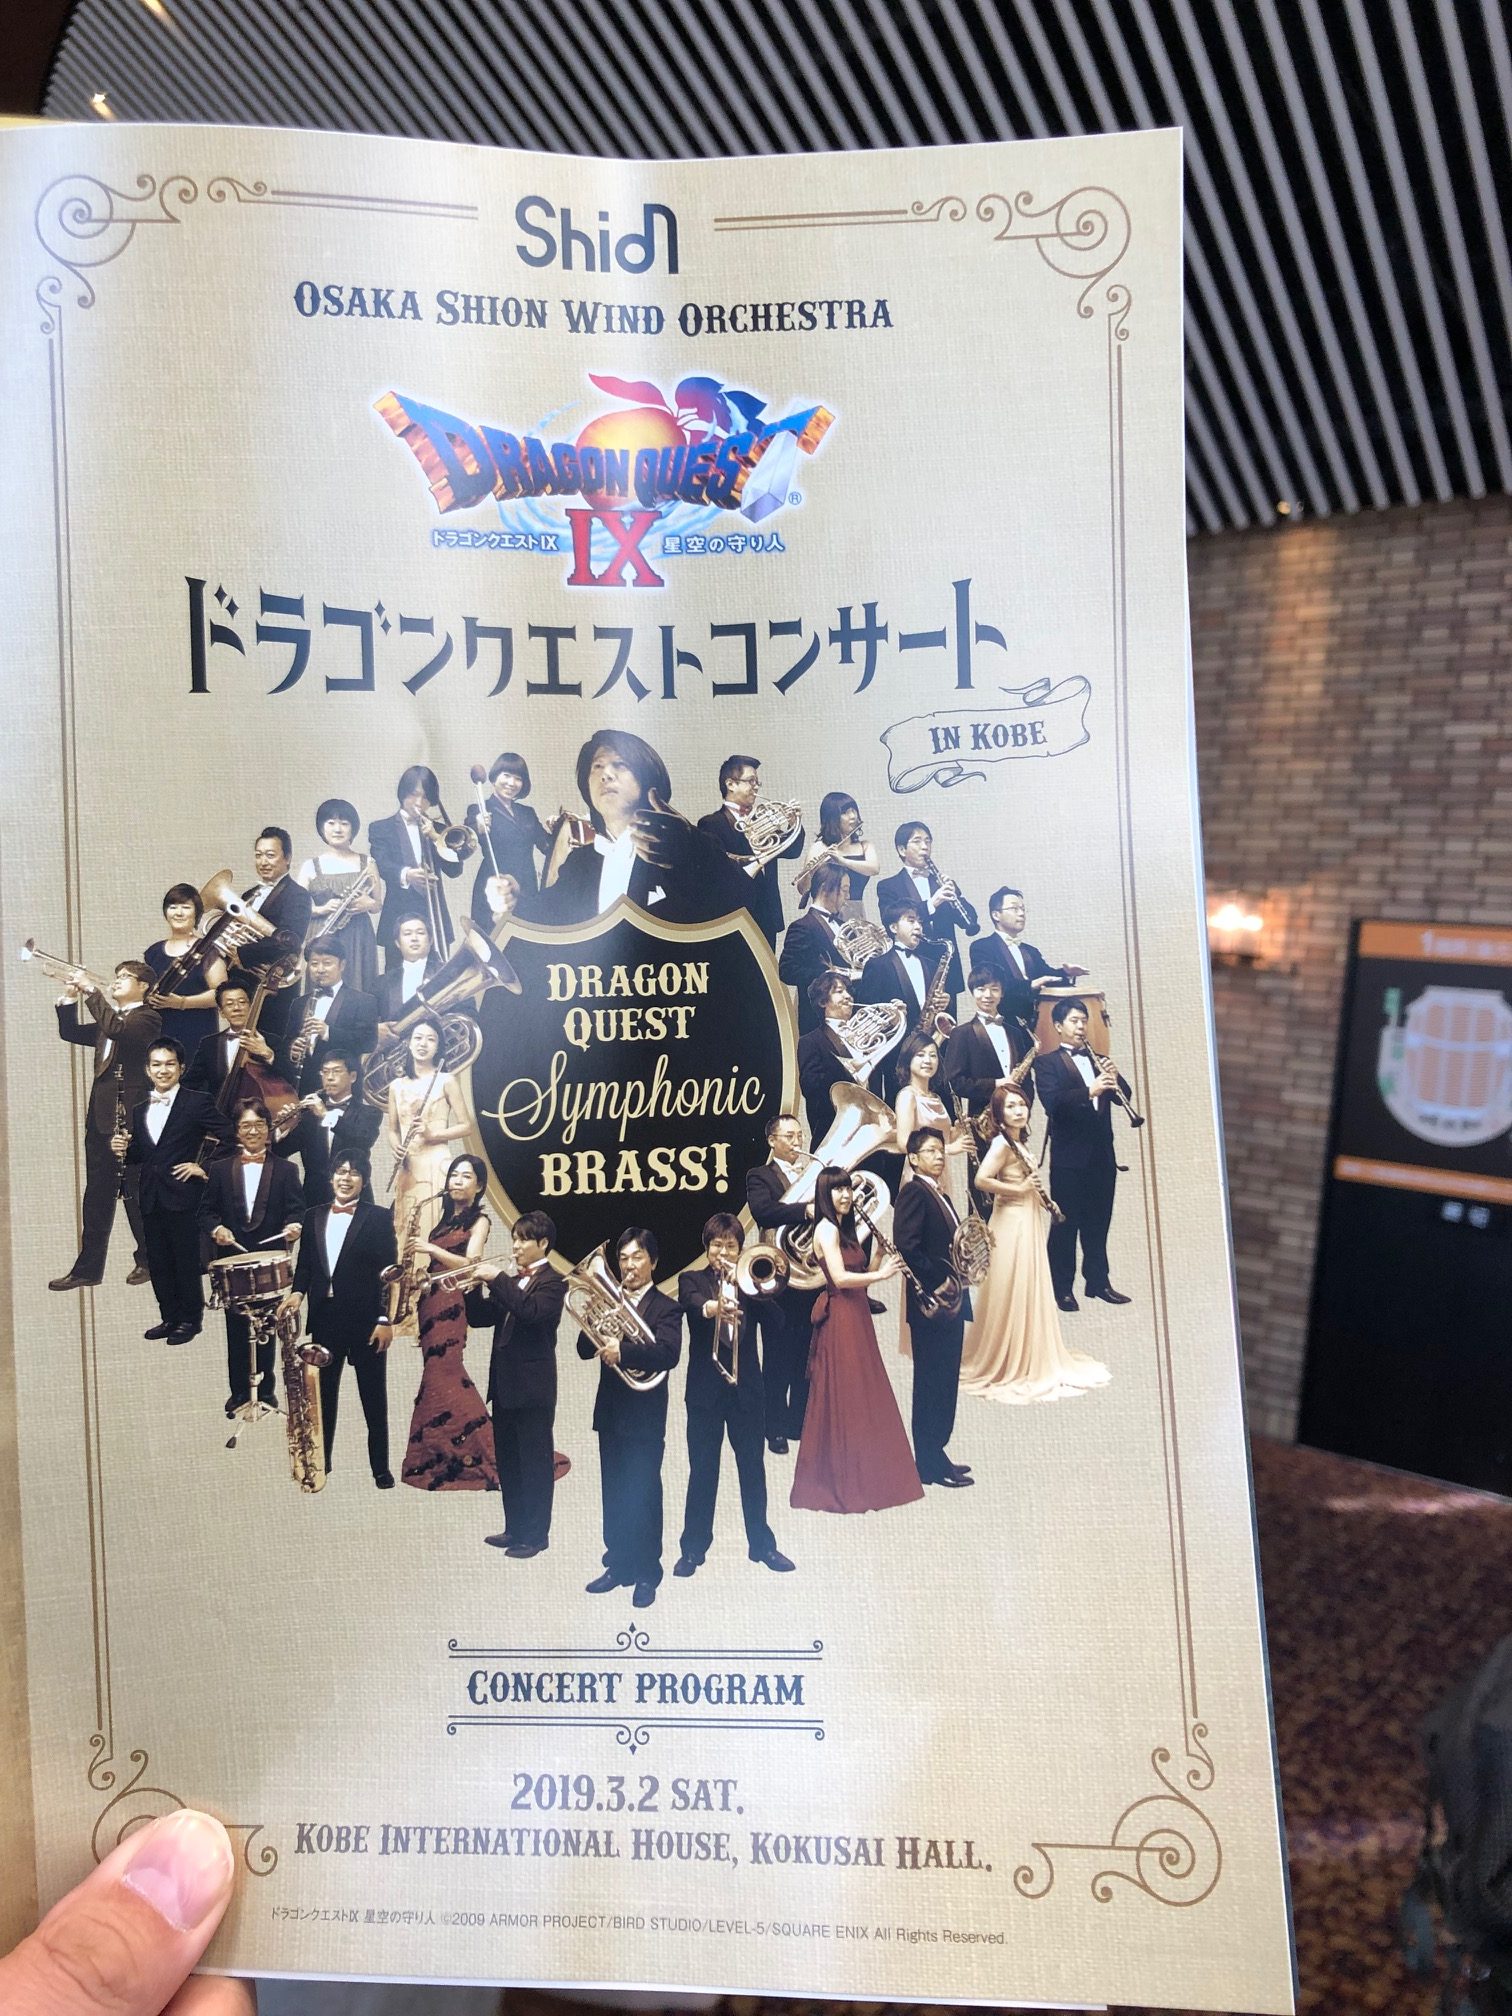 Shion
OSAKA SHION WIND ORCHESTRA
DRAGON QUEST®
ドラゴンクエストIX IX 星空の守り人
ドラゴンクエストコンサート
IN KOBE
DRAGON
QUEST
Symphonic
BRASS!
CONCERT PROGRAM
2019.3.2 SAT.
KOBE INTERNATIONAL HOUSE, KOKUSAI HALL.
ドラゴンクエストIX 星空の守り人 ©2009 ARMOR PROJECT/BIRD STUDIO/LEVEL-5/SQUARE ENIX All Rights Reserved.